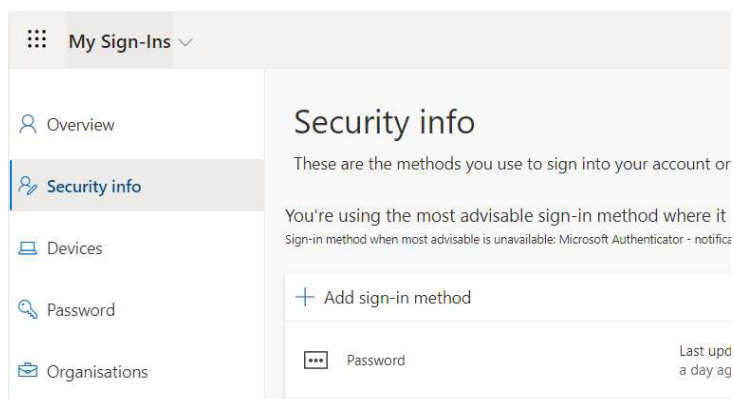 My Sign-Ins
Overview
Security info
Devices
Password
Organisations
Security info
These are the methods you use to sign into your account or
You're using the most advisable sign-in method where it
Sign-in method when most advisable is unavailable: Microsoft Authenticator - notifica
Add sign-in method
Password
Last upd
a day ag